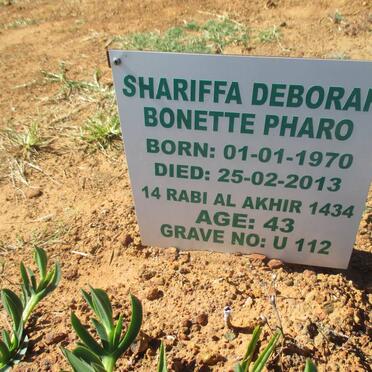 SHARIFFA DEBORAH
BONETTE PHARO
BORN: 01-01-1970
DIED: 25-02-2013
14 RABI AL AKHIR 1434
AGE: 43
GRAVE NO: U 112